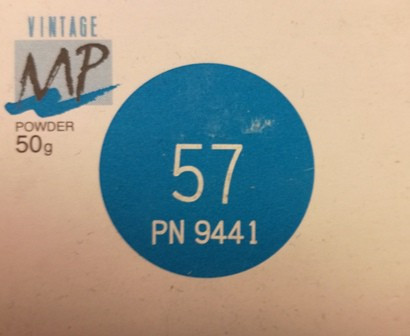 VINTAGE
MP
POWDER
50g
57
PN 9441